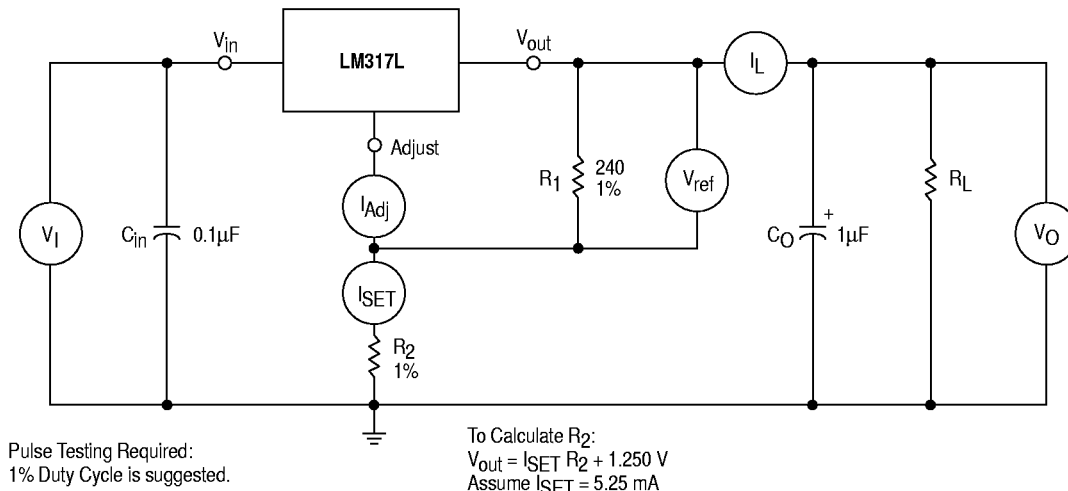 Vin
LM317L
Vout
IL
Adjust
R1
240
1%
Vref
RL
IAdj
VI
Cin
0.1μF
CO
+
1μF
VO
ISET
R2
1%
Pulse Testing Required:
1% Duty Cycle is suggested.
To Calculate R2:
Vout = ISET R2 + 1.250 V
Assume ISET = 5.25 mA